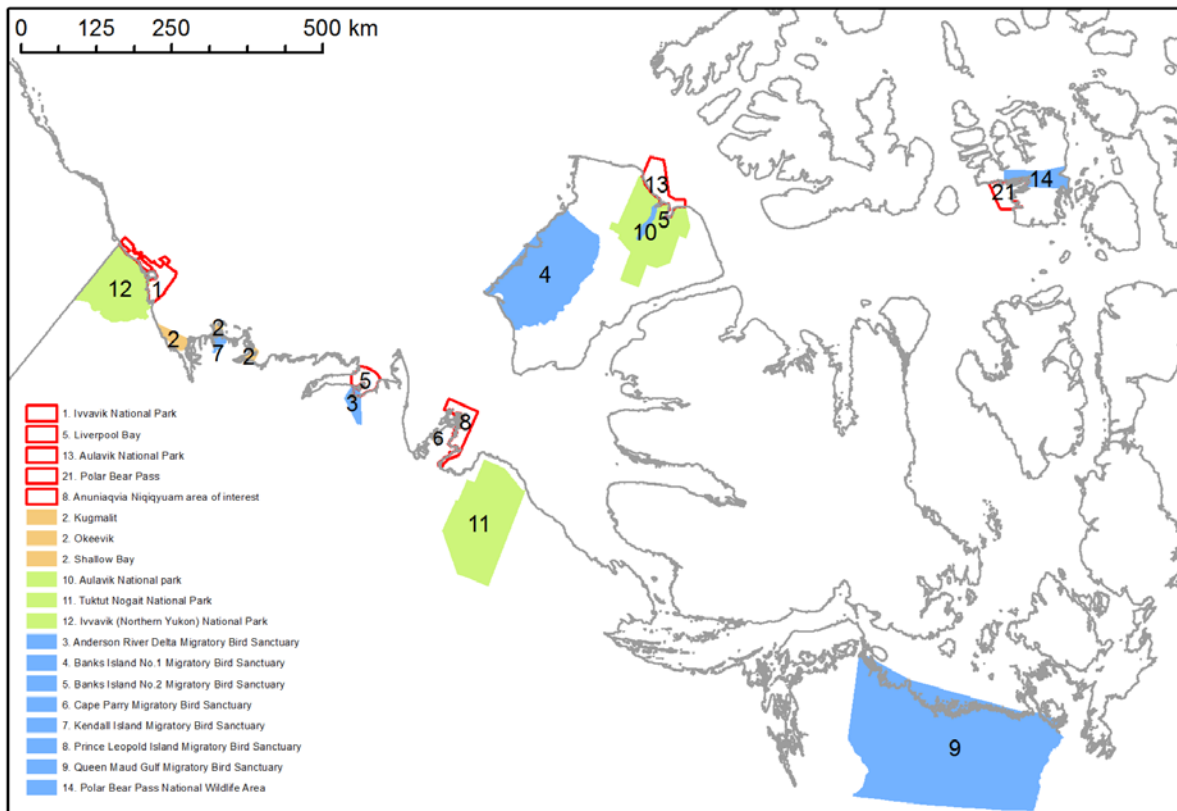 0 125 250 500 km
13
14
21
5
10
4
12
1
2
2
7
2
5
3
8
6
11
9
1. Ivvavik National Park
5. Liverpool Bay
13. Aulavik National Park
21. Polar Bear Pass
8. Anuniaqvia Niqiqyuam area of interest
2. Kugmalit
2. Okeevik
2. Shallow Bay
10. Aulavik National park
11. Tuktut Nogait National Park
12. Ivvavik (Northern Yukon) National Park
3. Anderson River Delta Migratory Bird Sanctuary
4. Banks Island No.1 Migratory Bird Sanctuary
5. Banks Island No.2 Migratory Bird Sanctuary
6. Cape Parry Migratory Bird Sanctuary
7. Kendall Island Migratory Bird Sanctuary
8. Prince Leopold Island Migratory Bird Sanctuary
9. Queen Maud Gulf Migratory Bird Sanctuary
14. Polar Bear Pass National Wildlife Area